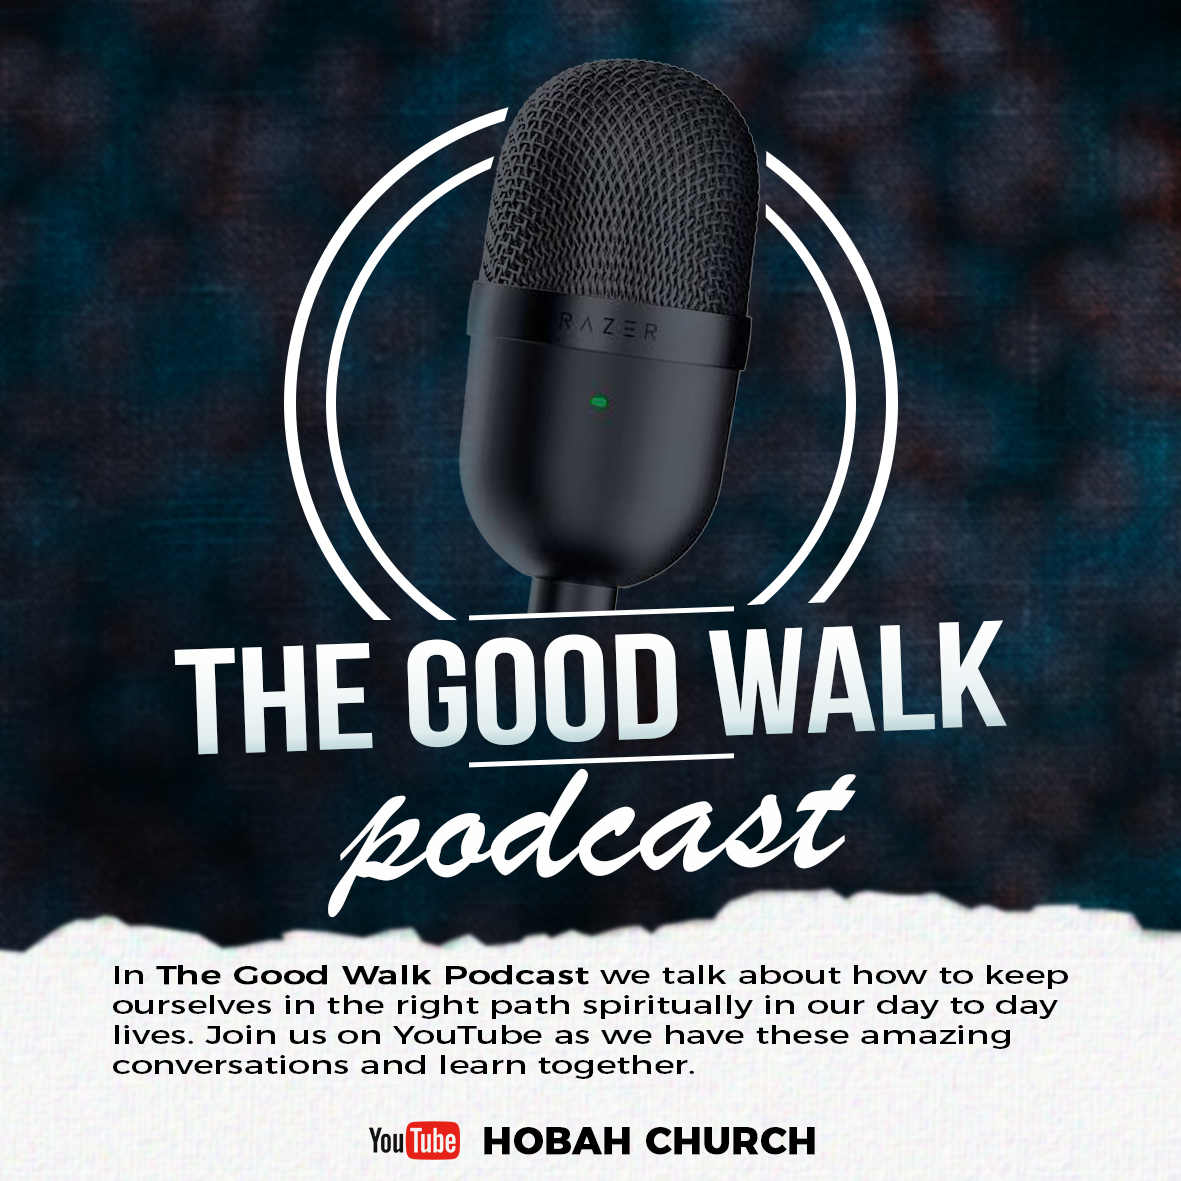 RAZER
THE GOOD WALK
podcast
In The Good Walk Podcast we talk about how to keep
ourselves in the right path spiritually in our day to day
lives. Join us on YouTube as we have these amazing
conversations and learn together.
YouTube HOBAH CHURCH